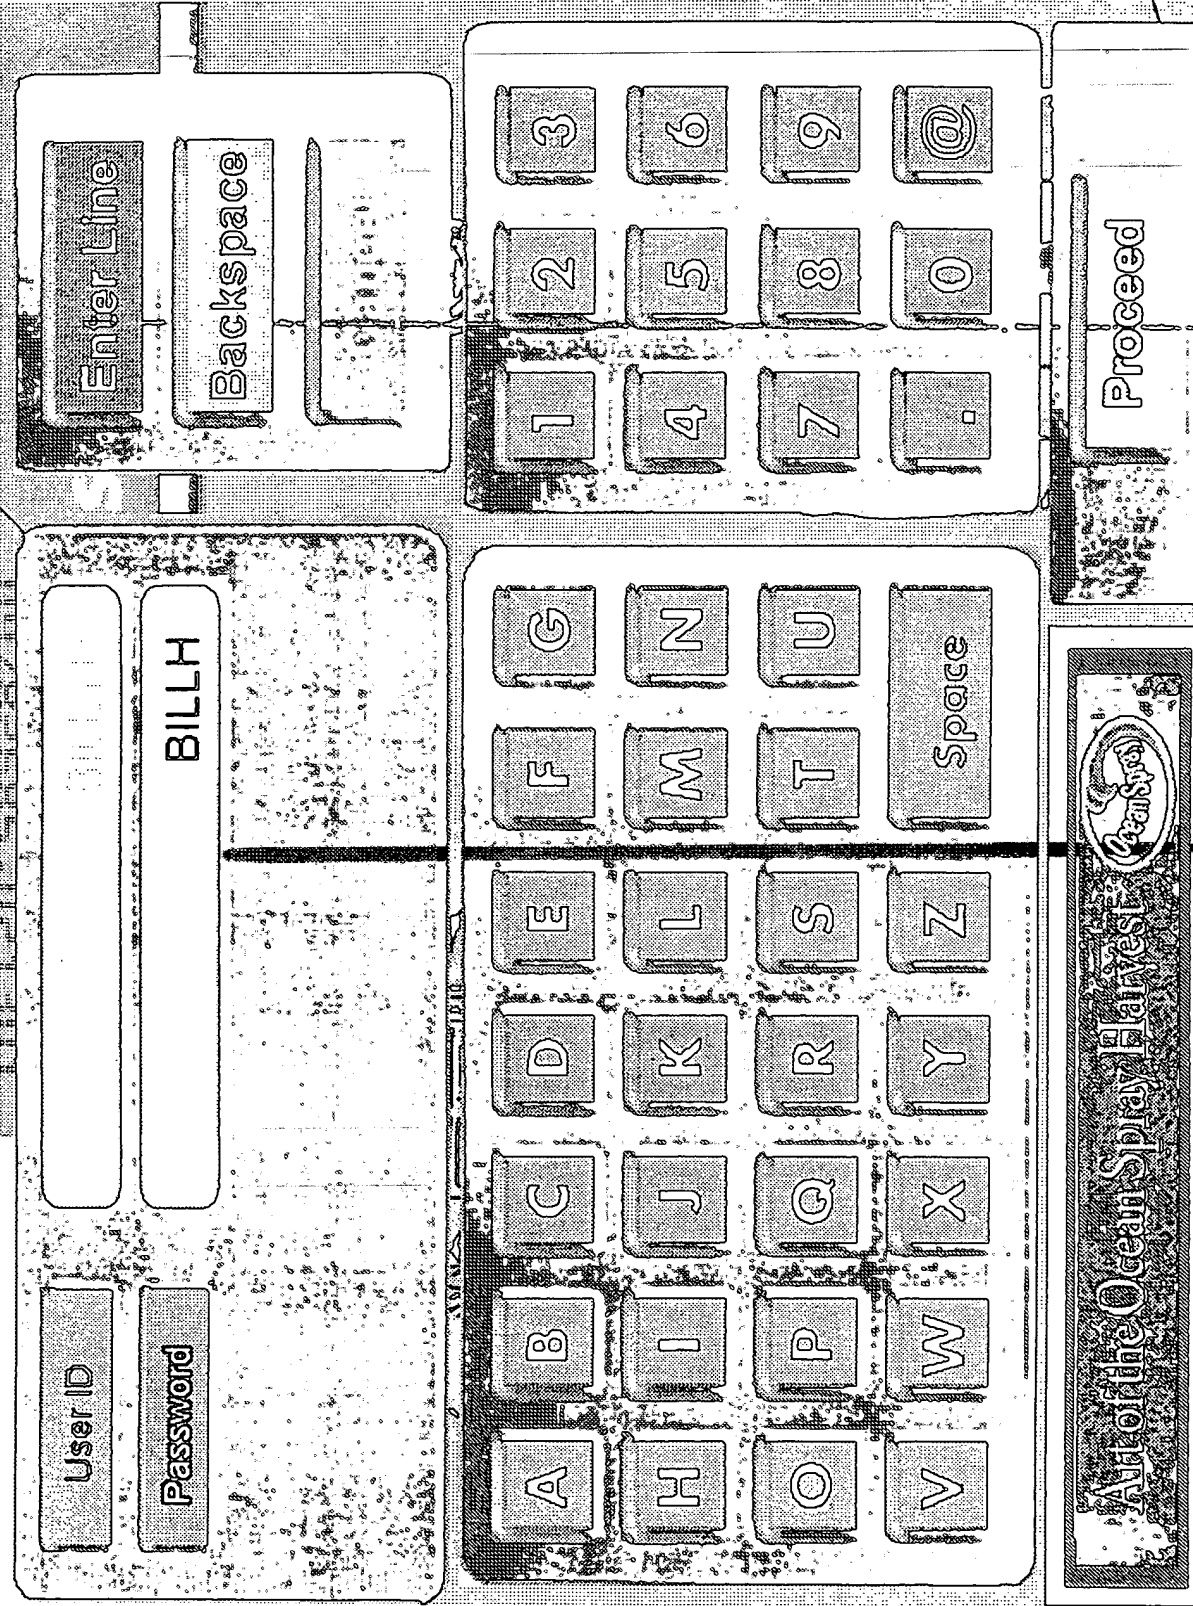 User ID
Enter Line
Password BILLH
Backspace
A B C D E F G 1 2 3
H I J K L M N 4 5 6
O P Q R S T U 7 8 9
V W X Y Z Space . 0 @
Art of the Ocean Spray Harvest Ocean Spray
Proceed